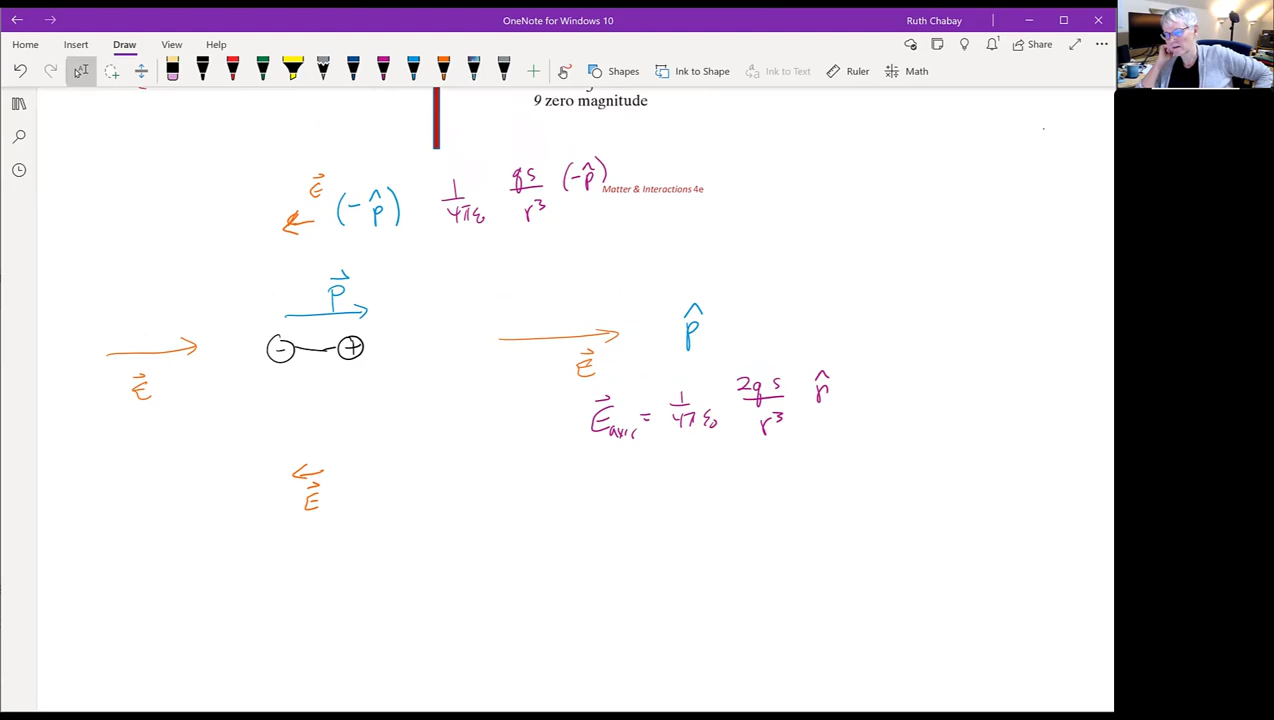 OneNote for Windows 10
Ruth Chabay
Home Insert Draw View Help
Share
Shapes Ink to Shape Ink to Text Ruler Math
9 zero magnitude
Matter & Interactions 4e
E⃗ (-p̂) 1/4πε₀ qs/r³ (-p̂)
p⃗
- +
p̂
E⃗
E⃗
E⃗axis = 1/4πε₀ 2qs/r³ p̂
E⃗